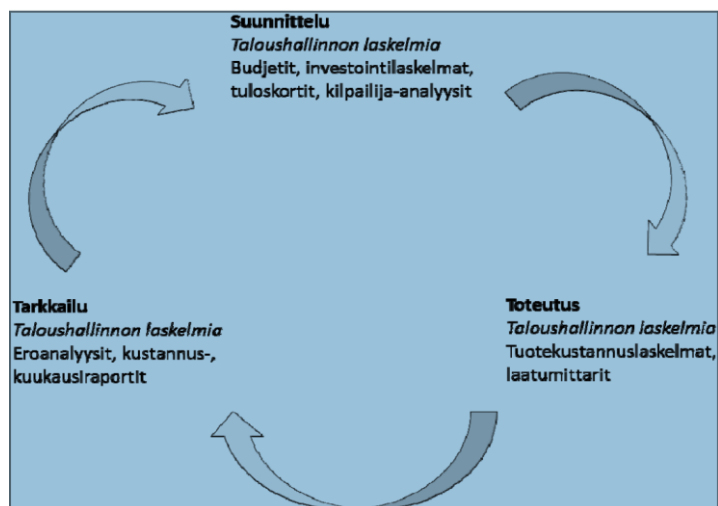 Suunnittelu
Taloushallinnon laskelmia
Budjetit, investointilaskelmat,
tuloskortit, kilpailija-analyysit
Tarkkailu
Taloushallinnon laskelmia
Eroanalyysit, kustannus-,
kuukausiraportit
Toteutus
Taloushallinnon laskelmia
Tuotekustannuslaskelmat,
laatumittarit